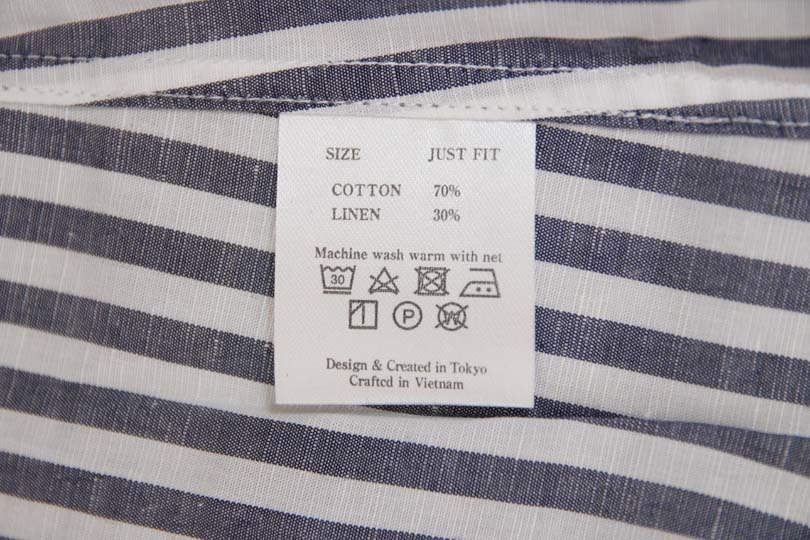 SIZE JUST FIT
COTTON 70%
LINEN 30%
Machine wash warm with net
30
P W
Design & Created in Tokyo
Crafted in Vietnam